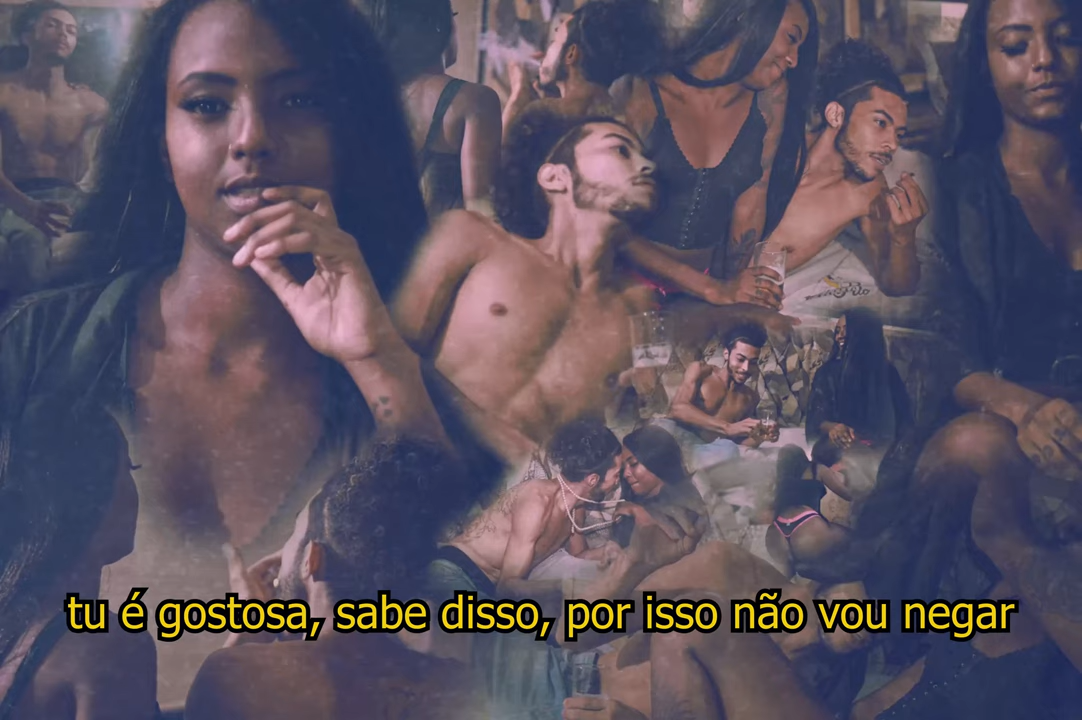 tu é gostosa, sabe disso, por isso não vou negar